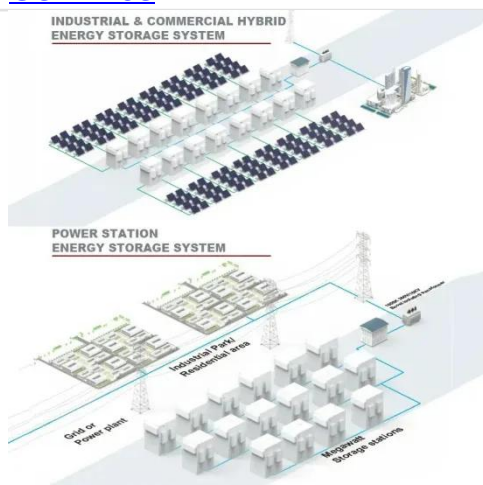 INDUSTRIAL & COMMERCIAL HYBRID
ENERGY STORAGE SYSTEM
POWER STATION
ENERGY STORAGE SYSTEM
Industrial Park/
Residential area
Grid or
Power plant
Megawatt
Storage stations